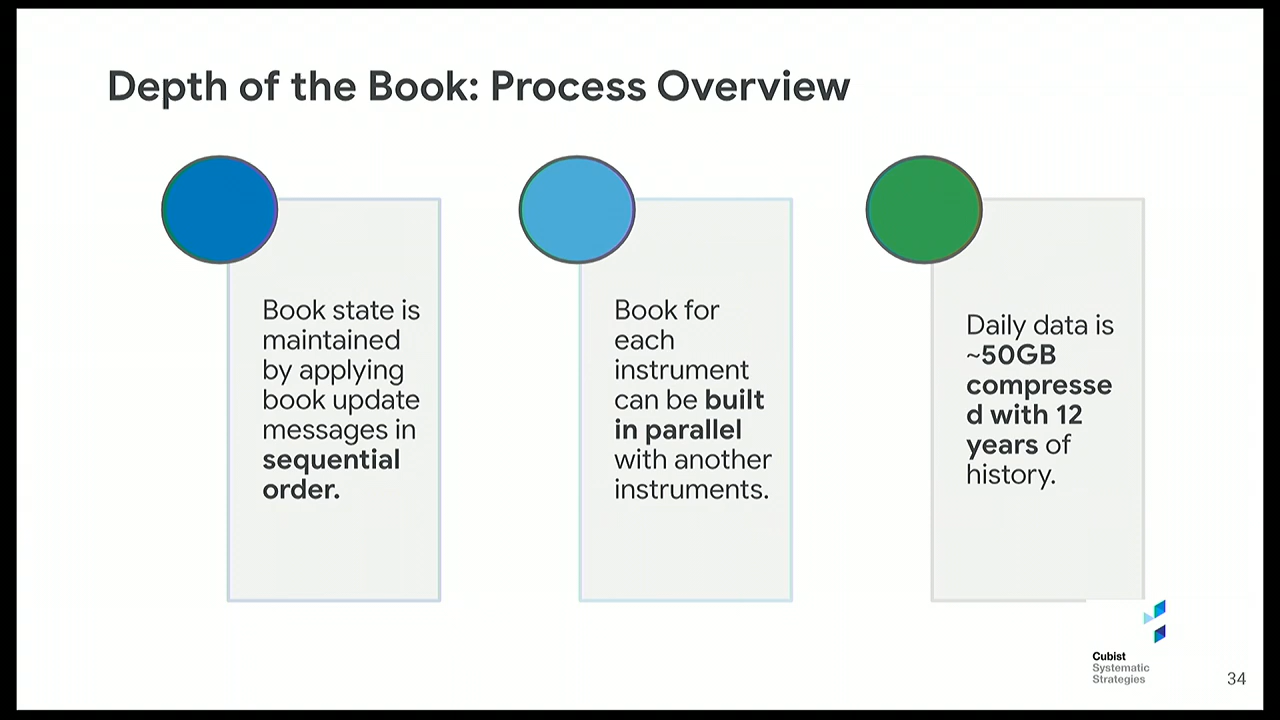 Depth of the Book: Process Overview
Book state is
maintained
by applying
book update
messages in
sequential
order.
Book for
each
instrument
can be built
in parallel
with another
instruments.
Daily data is
~50GB
compresse
d with 12
years of
history.
Cubist
Systematic
Strategies
34